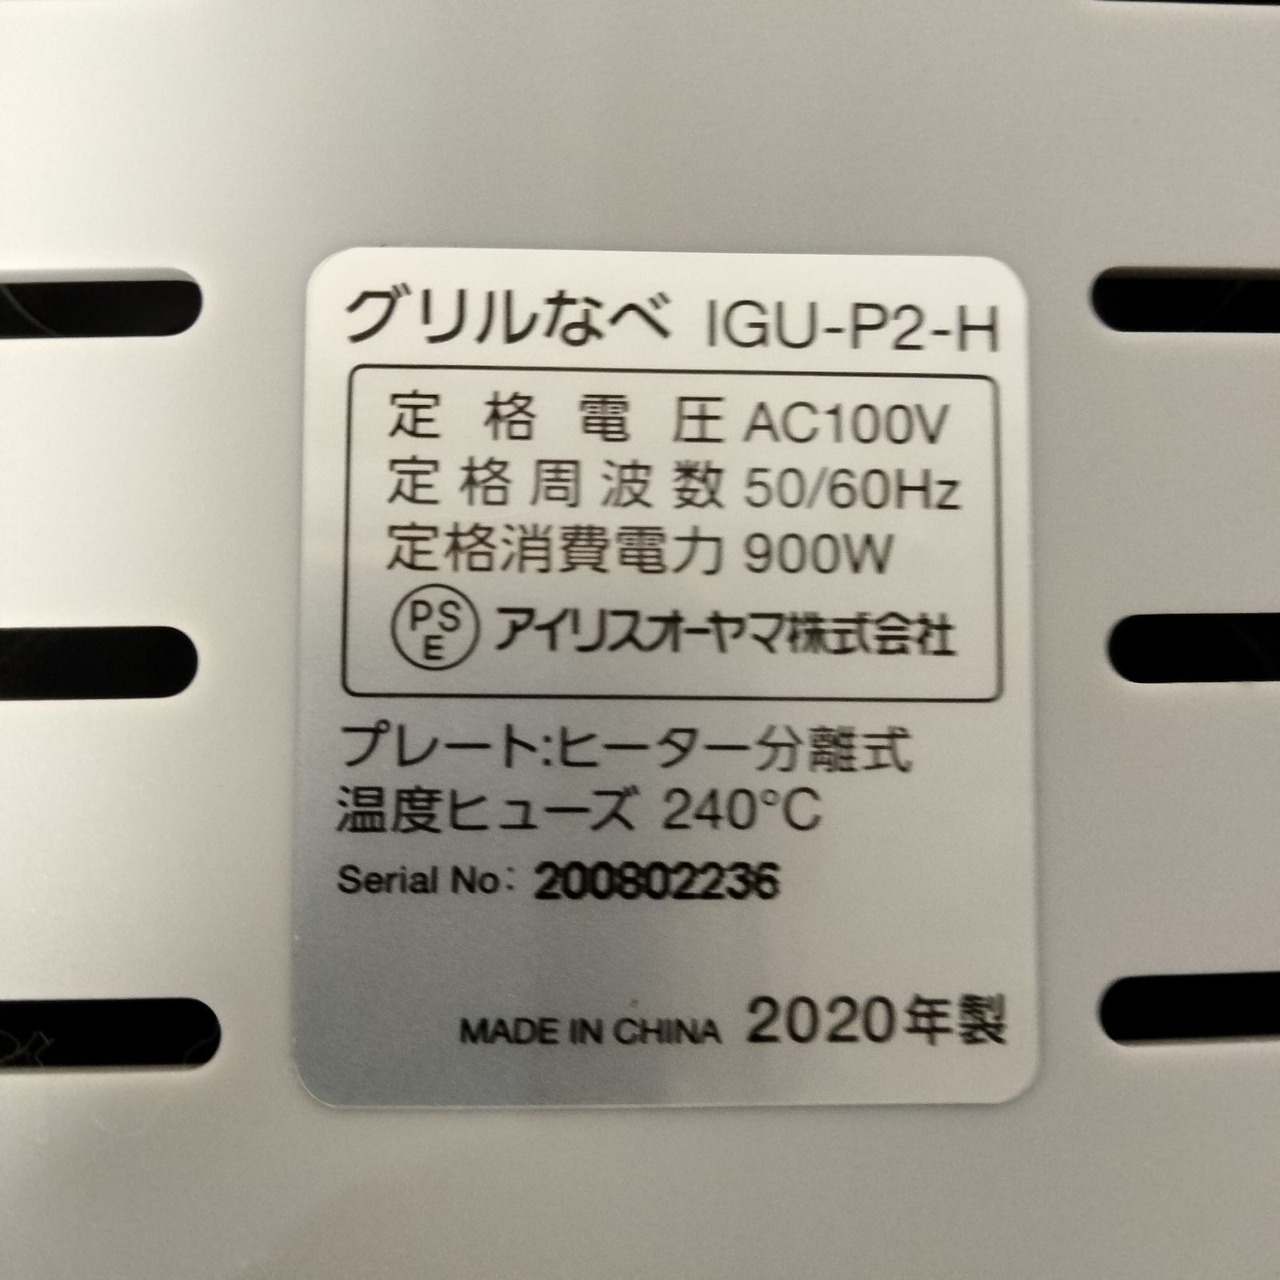 グリルなべ IGU-P2-H
定格電圧 AC100V
定格周波数 50/60Hz
定格消費電力 900W
PSE アイリスオーヤマ株式会社
プレート:ヒーター分離式
温度ヒューズ 240°C
Serial No: 200802236
MADE IN CHINA 2020年製